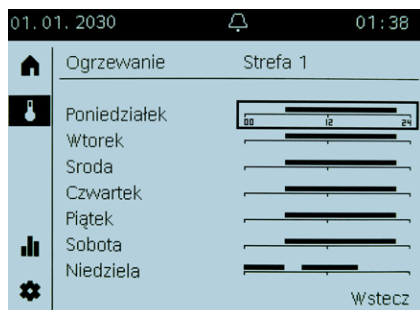 01.01.2030 01:38
Ogrzewanie Strefa 1
Poniedziałek
00 12 24
Wtorek
Sroda
Czwartek
Piątek
Sobota
Niedziela
Wstecz